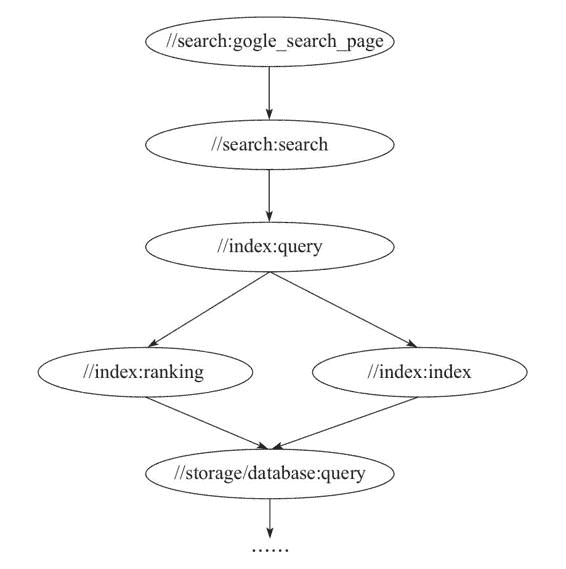 //search:gogle_search_page
//search:search
//index:query
//index:ranking
//index:index
//storage/database:query
······